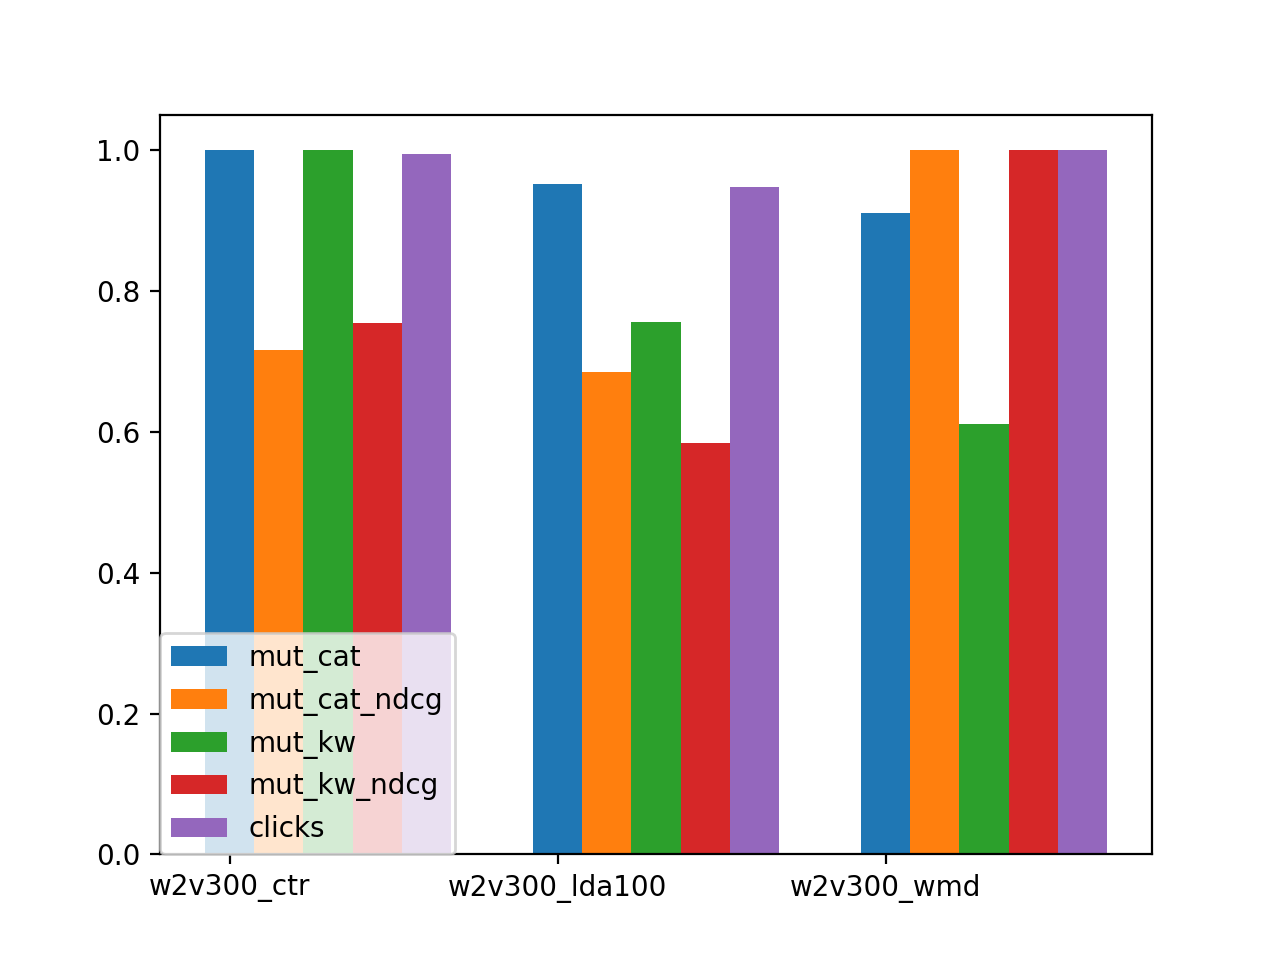 1.0
0.8
0.6
0.4
0.2
0.0
mut_cat
mut_cat_ndcg
mut_kw
mut_kw_ndcg
clicks
w2v300_ctr
w2v300_lda100
w2v300_wmd